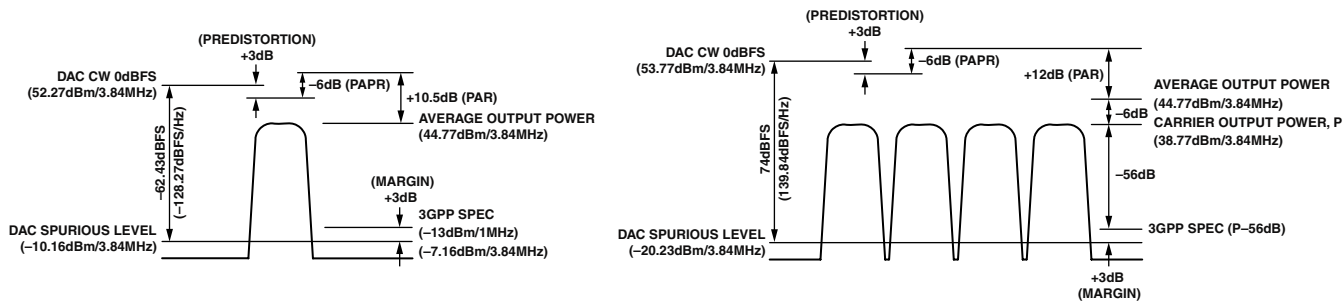 (PREDISTORTION)
+3dB
DAC CW 0dBFS
(52.27dBm/3.84MHz)
–6dB (PAPR)
+10.5dB (PAR)
AVERAGE OUTPUT POWER
(44.77dBm/3.84MHz)
–62.43dBFS
(–128.27dBFS/Hz)
(MARGIN)
+3dB
3GPP SPEC
(–13dBm/1MHz)
(–7.16dBm/3.84MHz)
DAC SPURIOUS LEVEL
(–10.16dBm/3.84MHz)
(PREDISTORTION)
+3dB
DAC CW 0dBFS
(53.77dBm/3.84MHz)
–6dB (PAPR)
+12dB (PAR)
AVERAGE OUTPUT POWER
(44.77dBm/3.84MHz)
–6dB
CARRIER OUTPUT POWER, P
(38.77dBm/3.84MHz)
74dBFS
(139.84dBFS/Hz)
–56dB
3GPP SPEC (P–56dB)
DAC SPURIOUS LEVEL
(–20.23dBm/3.84MHz)
+3dB
(MARGIN)